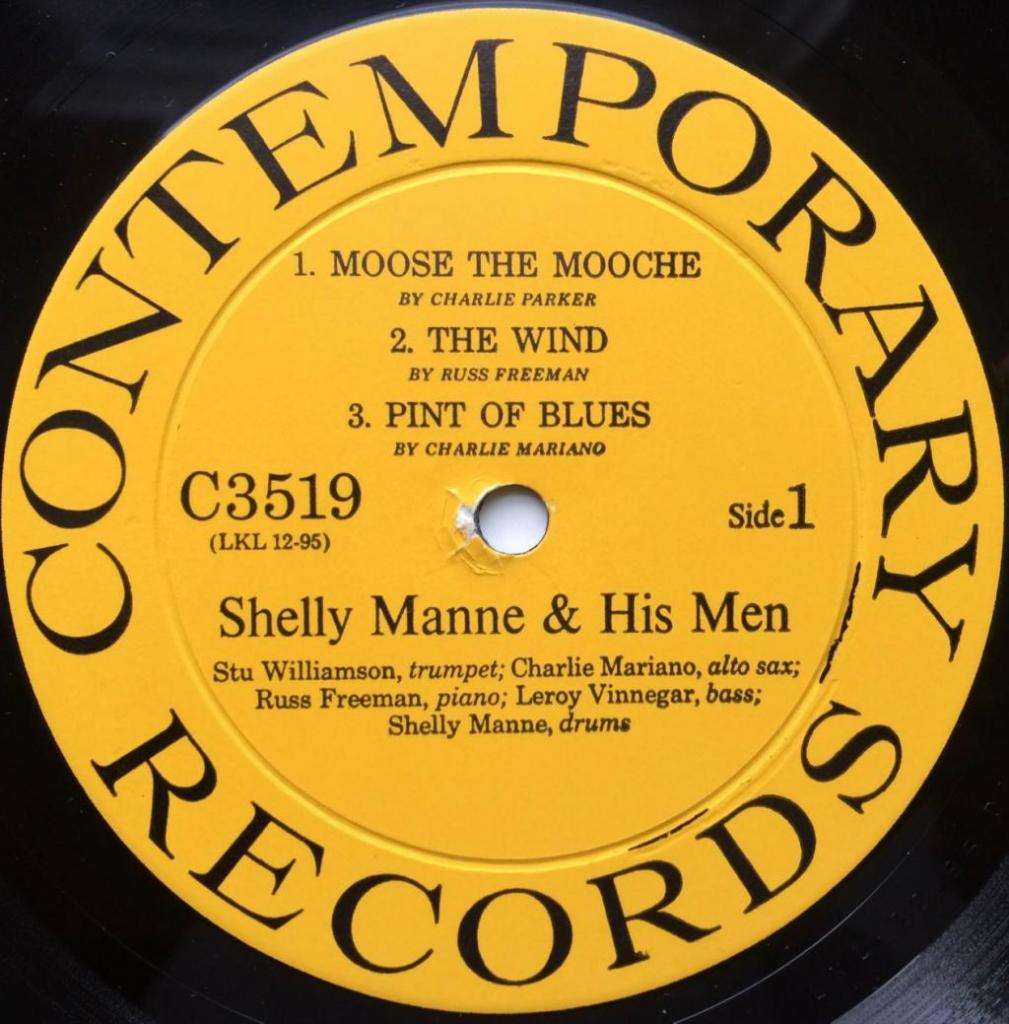 CONTEMPORARY
1. MOOSE THE MOOCHE
BY CHARLIE PARKER
2. THE WIND
BY RUSS FREEMAN
3. PINT OF BLUES
BY CHARLIE MARIANO
C3519
(LKL 12-95)
Side 1
Shelly Manne & His Men
Stu Williamson, trumpet; Charlie Mariano, alto sax;
Russ Freeman, piano; Leroy Vinnegar, bass;
Shelly Manne, drums
RECORDS